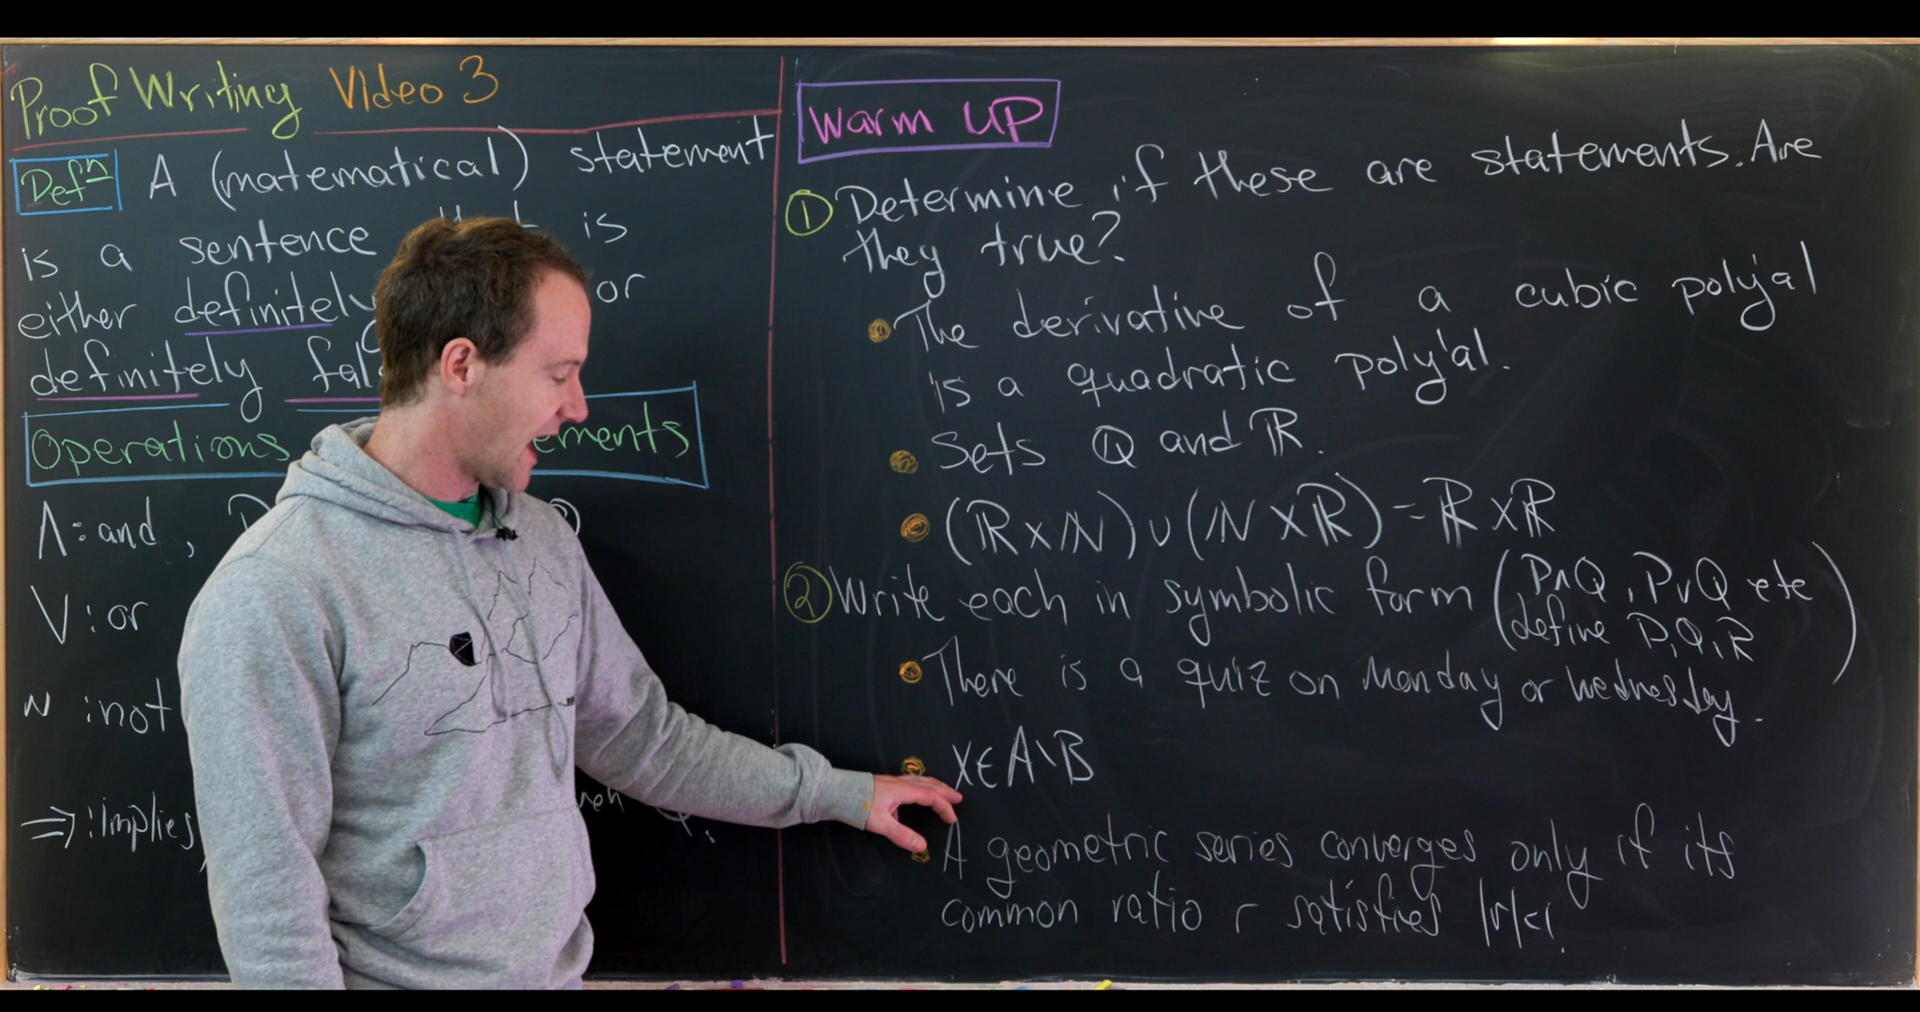 Proof Writing Video 3
Defⁿ A (matematical) statement
is a sentence is
either definitely or
definitely
Operations
Λ: and ,
V: or
~ : not
⇒ : Implies,
Warm UP
① Determine if these are statements. Are
they true?
The derivative of a cubic poly'al
is a quadratic poly'al.
Sets ℚ and ℝ.
(ℝ×ℕ)∪(ℕ×ℝ)=ℝ×ℝ
② Write each in symbolic form (P∧Q, P∨Q etc
define P,Q,R)
There is a quiz on Monday or Wednesday.
X∈A\B
A geometric series converges only if its
common ratio r satisfies |r|<1.